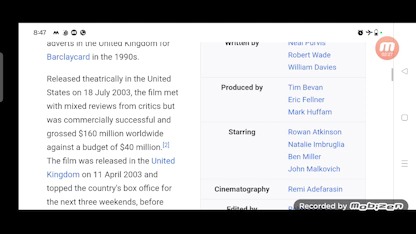 8:47
adverts in the United Kingdom for
Barclaycard in the 1990s.
Released theatrically in the United
States on 18 July 2003, the film met
with mixed reviews from critics but
was commercially successful and
grossed $160 million worldwide
against a budget of $40 million.[2]
The film was released in the United
Kingdom on 11 April 2003 and
topped the country's box office for
the next three weekends, before
Written by
Neal Purvis
Robert Wade
William Davies
Produced by
Tim Bevan
Eric Fellner
Mark Huffam
Starring
Rowan Atkinson
Natalie Imbruglia
Ben Miller
John Malkovich
Cinematography
Remi Adefarasin
Edited by
Recorded by
Mobizen